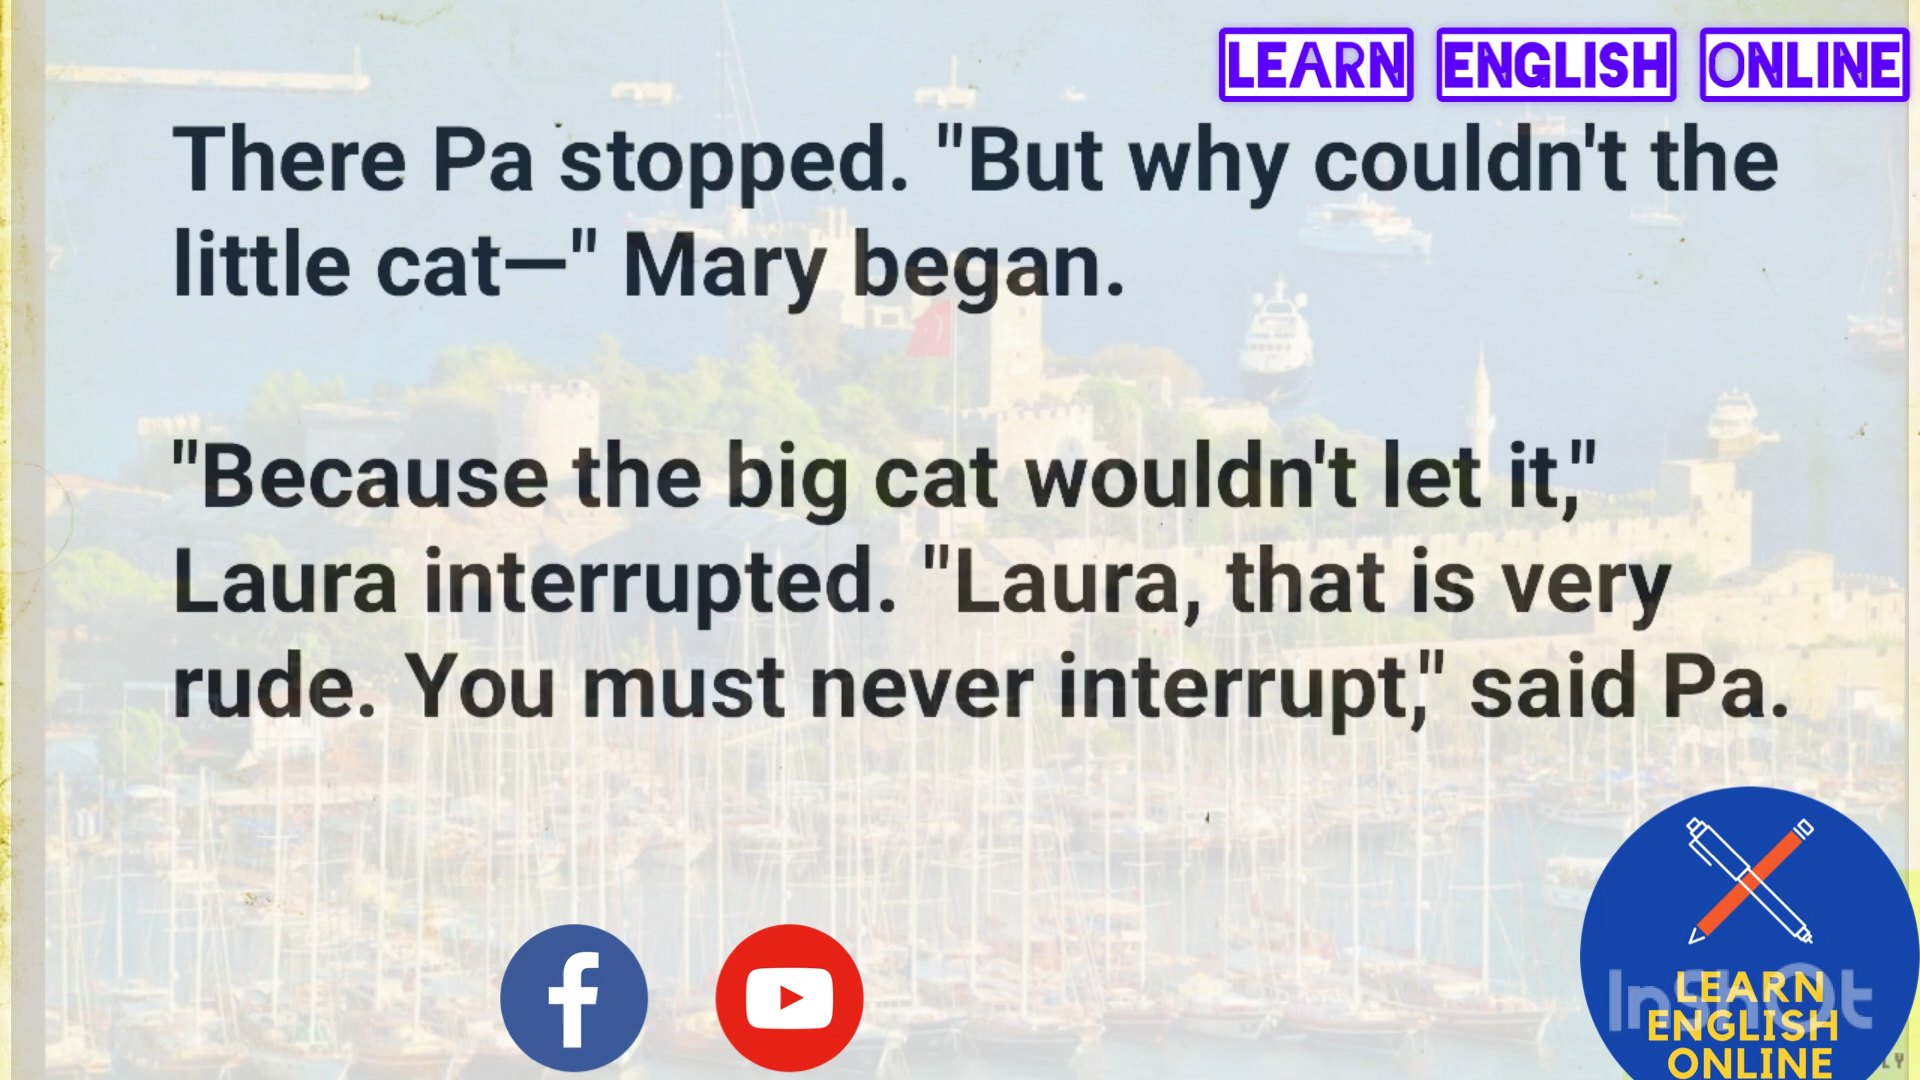 LEARN ENGLISH ONLINE
There Pa stopped. "But why couldn't the
little cat—" Mary began.
"Because the big cat wouldn't let it,"
Laura interrupted. "Laura, that is very
rude. You must never interrupt," said Pa.
InShOt
LEARN
ENGLISH
ONLINE